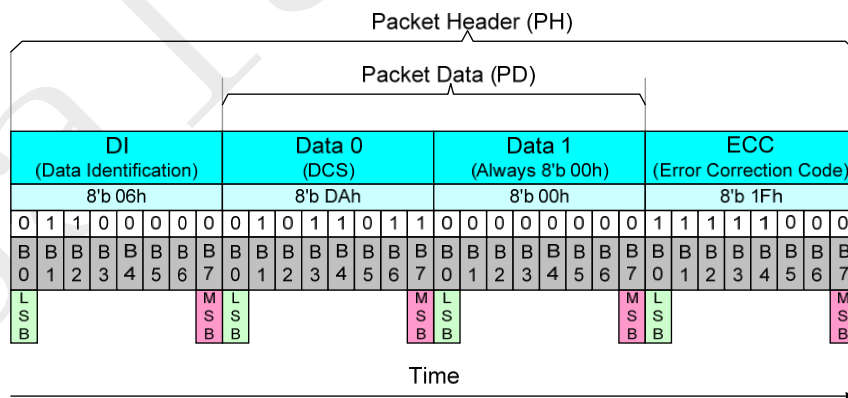 Packet Header (PH)
Packet Data (PD)
DI Data 0 Data 1 ECC
(Data Identification) (DCS) (Always 8'b 00h) (Error Correction Code)
8'b 06h 8'b DAh 8'b 00h 8'b 1Fh
0 1 1 0 0 0 0 0 0 1 0 1 1 0 1 1 0 0 0 0 0 0 0 0 1 1 1 1 1 0 0 0
B0 B1 B2 B3 B4 B5 B6 B7 B0 B1 B2 B3 B4 B5 B6 B7 B0 B1 B2 B3 B4 B5 B6 B7 B0 B1 B2 B3 B4 B5 B6 B7
LSB MSB LSB MSB LSB MSB LSB MSB
Time